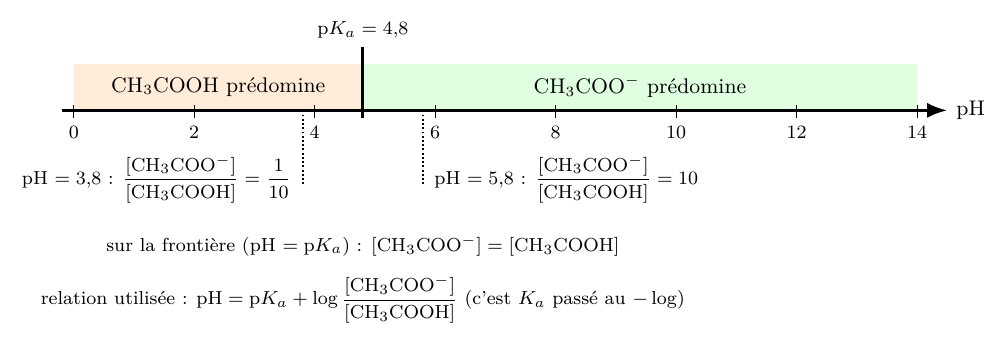 pKₐ = 4,8
CH₃COOH prédomine
CH₃COO⁻ prédomine
pH
0 2 4 6 8 10 12 14
pH = 3,8 : [CH₃COO⁻]/[CH₃COOH] = 1/10
pH = 5,8 : [CH₃COO⁻]/[CH₃COOH] = 10
sur la frontière (pH = pKₐ) : [CH₃COO⁻] = [CH₃COOH]
relation utilisée : pH = pKₐ + log [CH₃COO⁻]/[CH₃COOH] (c'est Kₐ passé au − log)